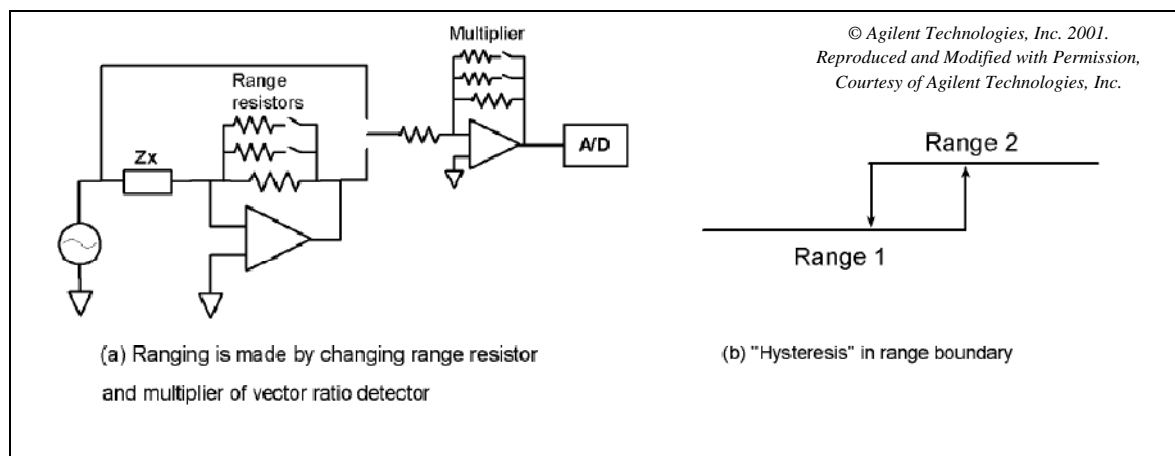 © Agilent Technologies, Inc. 2001.
Reproduced and Modified with Permission,
Courtesy of Agilent Technologies, Inc.
Multiplier
Range
resistors
Zx
A/D
Range 2
Range 1
(a) Ranging is made by changing range resistor
and multiplier of vector ratio detector
(b) "Hysteresis" in range boundary